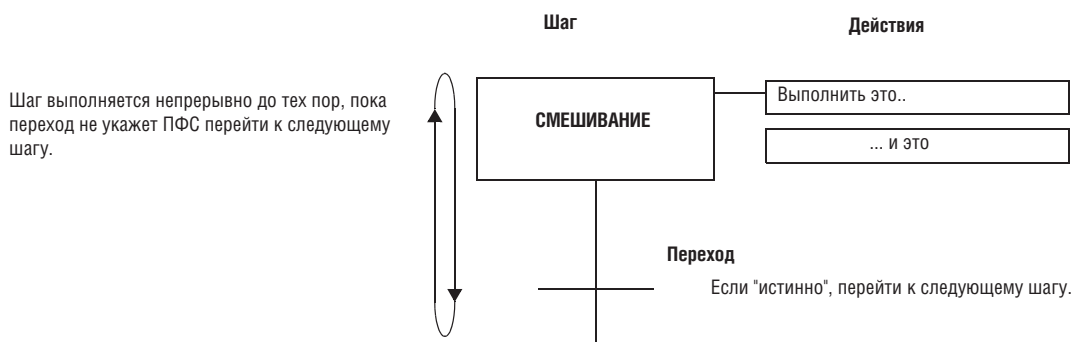 Шаг
Действия
Шаг выполняется непрерывно до тех пор, пока
переход не укажет ПФС перейти к следующему
шагу.
СМЕШИВАНИЕ
Выполнить это..
... и это
Переход
Если "истинно", перейти к следующему шагу.